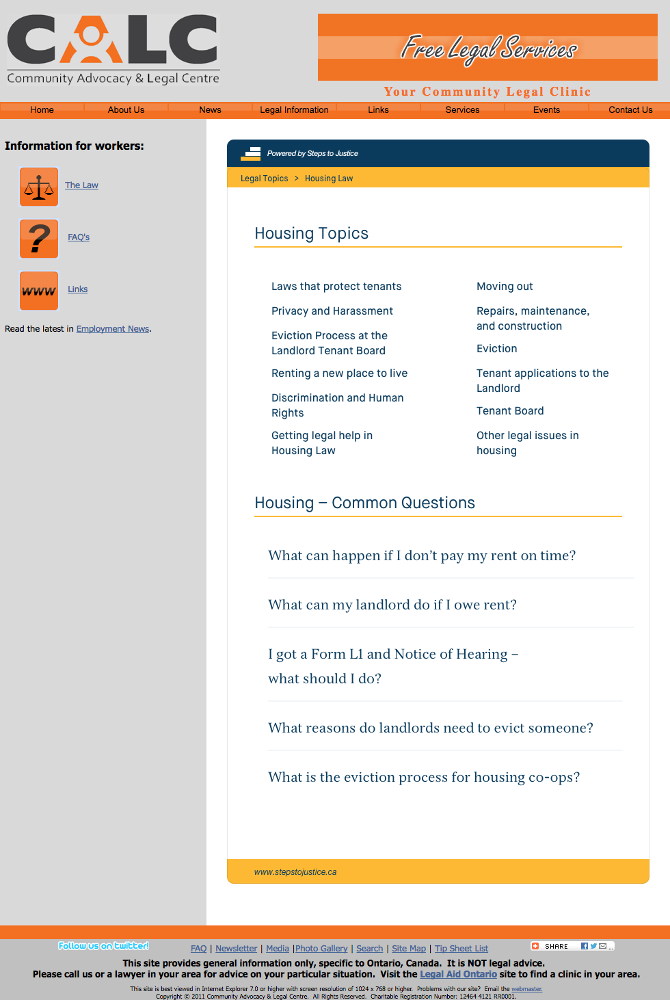 CALC
Community Advocacy & Legal Centre
Free Legal Services
Your Community Legal Clinic
Home About Us News Legal Information Links Services Events Contact Us
Information for workers:
The Law
?
FAQ's
www
Links
Read the latest in Employment News.
Powered by Steps to Justice
Legal Topics > Housing Law
Housing Topics
Laws that protect tenants
Privacy and Harassment
Eviction Process at the
Landlord Tenant Board
Renting a new place to live
Discrimination and Human
Rights
Getting legal help in
Housing Law
Moving out
Repairs, maintenance,
and construction
Eviction
Tenant applications to the
Landlord
Tenant Board
Other legal issues in
housing
Housing – Common Questions
What can happen if I don’t pay my rent on time?
What can my landlord do if I owe rent?
I got a Form L1 and Notice of Hearing –
what should I do?
What reasons do landlords need to evict someone?
What is the eviction process for housing co-ops?
www.stepstojustice.ca
Follow us on twitter!
FAQ | Newsletter | Media |Photo Gallery | Search | Site Map | Tip Sheet List
SHARE ...
This site provides general information only, specific to Ontario, Canada. It is NOT legal advice.
Please call us or a lawyer in your area for advice on your particular situation. Visit the Legal Aid Ontario site to find a clinic in your area.
This site is best viewed in Internet Explorer 7.0 or higher with screen resolution of 1024 x 768 or higher. Problems with our site? Email the webmaster.
Copyright © 2011 Community Advocacy & Legal Centre. All Rights Reserved. Charitable Registration Number: 12464 4121 RR0001.